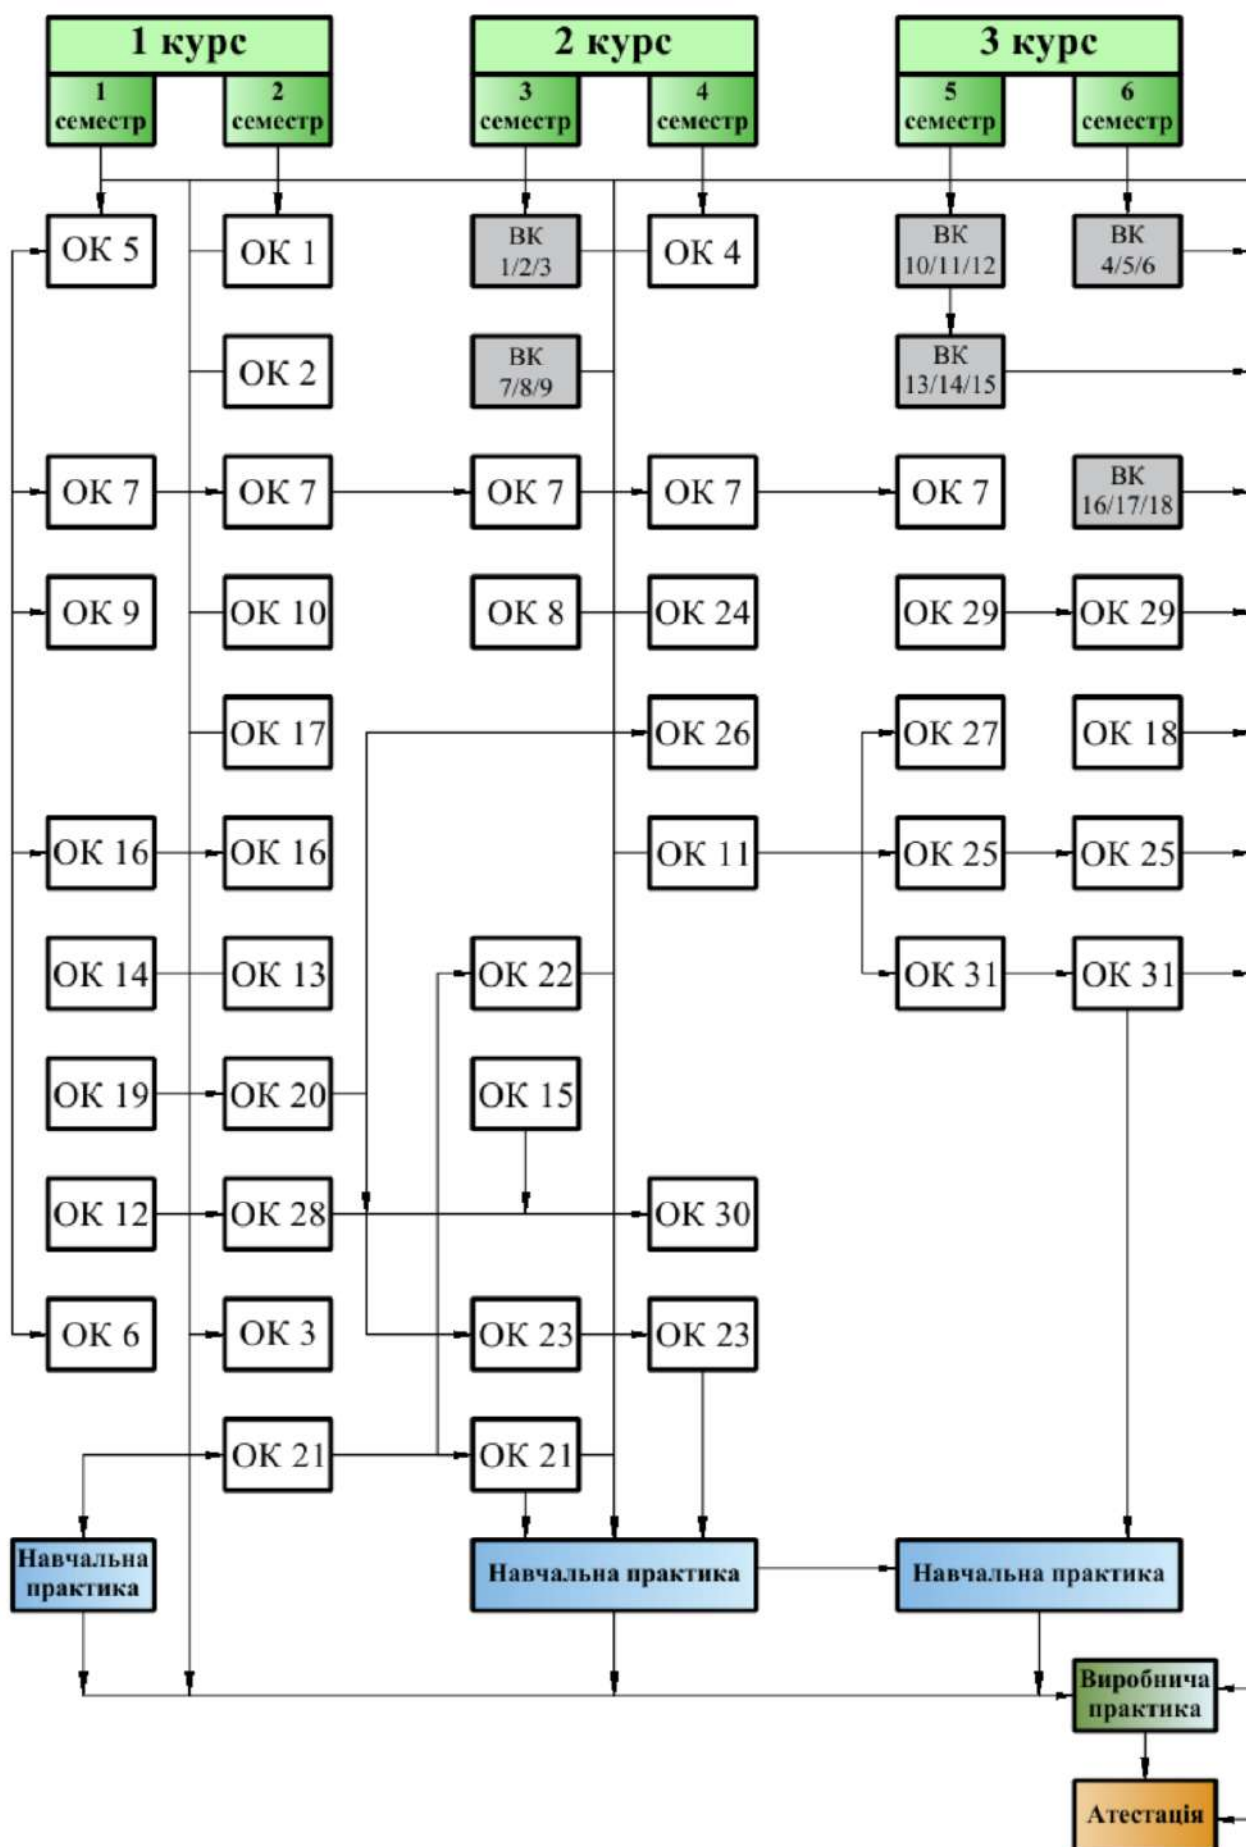 1 курс
2 курс
3 курс
1
семестр
2
семестр
3
семестр
4
семестр
5
семестр
6
семестр
ОК 5
ОК 1
ВК
1/2/3
ОК 4
ВК
10/11/12
ВК
4/5/6
ОК 2
ВК
7/8/9
ВК
13/14/15
ОК 7
ОК 7
ОК 7
ОК 7
ОК 7
ВК
16/17/18
ОК 9
ОК 10
ОК 8
ОК 24
ОК 29
ОК 29
ОК 17
ОК 26
ОК 27
ОК 18
ОК 16
ОК 16
ОК 11
ОК 25
ОК 25
ОК 14
ОК 13
ОК 22
ОК 31
ОК 31
ОК 19
ОК 20
ОК 15
ОК 12
ОК 28
ОК 30
ОК 6
ОК 3
ОК 23
ОК 23
ОК 21
ОК 21
Навчальна
практика
Навчальна практика
Навчальна практика
Виробнича
практика
Атестація